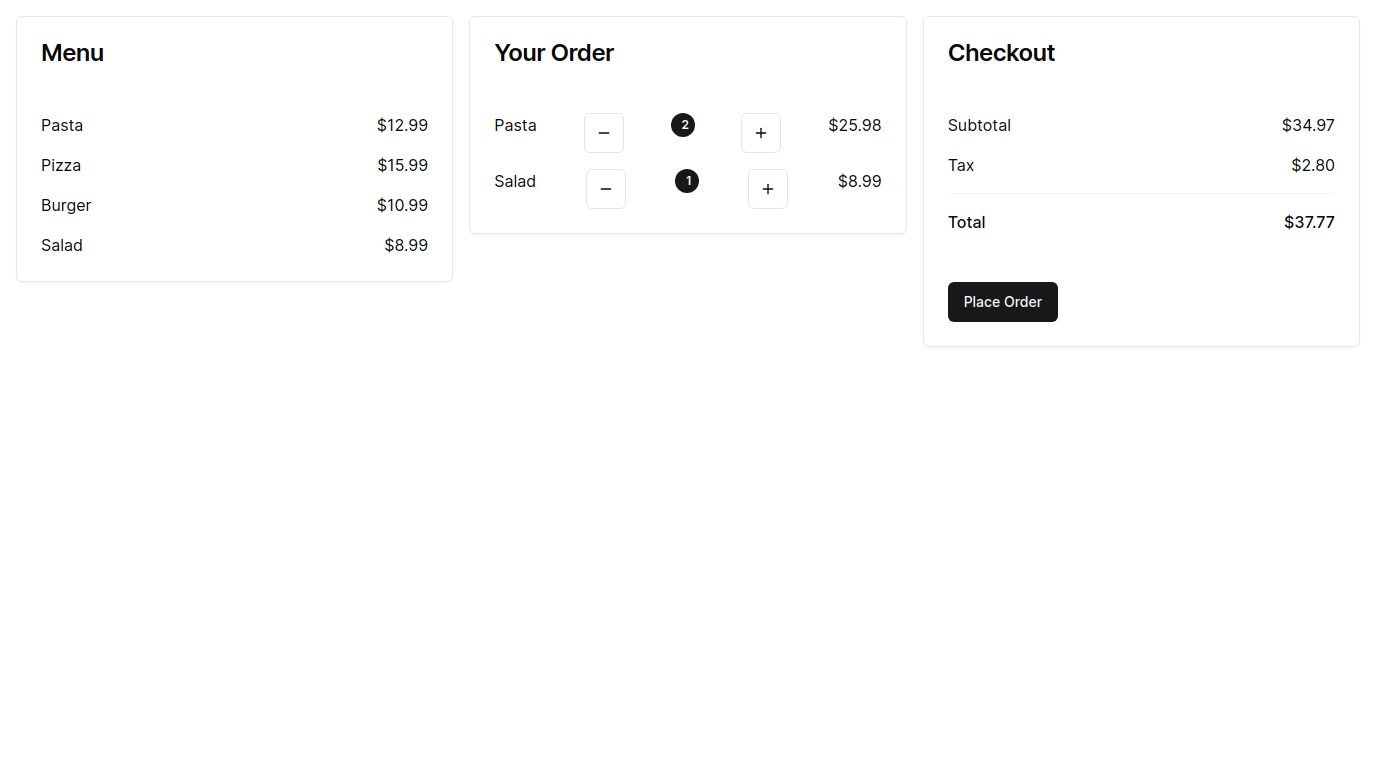 Menu
Pasta $12.99
Pizza $15.99
Burger $10.99
Salad $8.99
Your Order
Pasta − 2 + $25.98
Salad − 1 + $8.99
Checkout
Subtotal $34.97
Tax $2.80
Total $37.77
Place Order